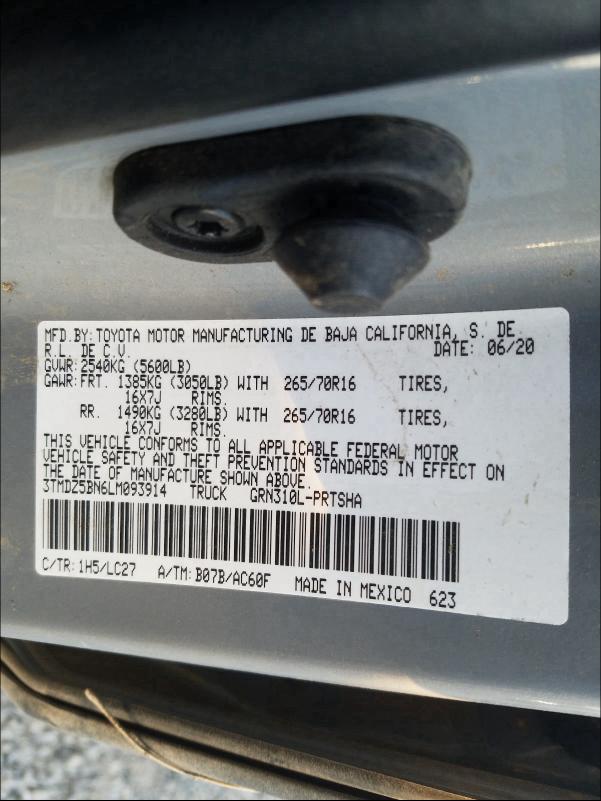 MFD.BY: TOYOTA MOTOR MANUFACTURING DE BAJA CALIFORNIA, S. DE
R.L. DE C.V. DATE: 06/20
GVWR: 2540KG (5600LB)
GAWR: FRT. 1385KG (3050LB) WITH 265/70R16 TIRES,
16X7J RIMS.
RR. 1490KG (3280LB) WITH 265/70R16 TIRES,
16X7J RIMS.
THIS VEHICLE CONFORMS TO ALL APPLICABLE FEDERAL MOTOR
VEHICLE SAFETY AND THEFT PREVENTION STANDARDS IN EFFECT ON
THE DATE OF MANUFACTURE SHOWN ABOVE.
3TMDZ5BN6LM093914 TRUCK GRN310L-PRTSHA
C/TR: 1H5/LC27 A/TM: B07B/AC60F MADE IN MEXICO 623